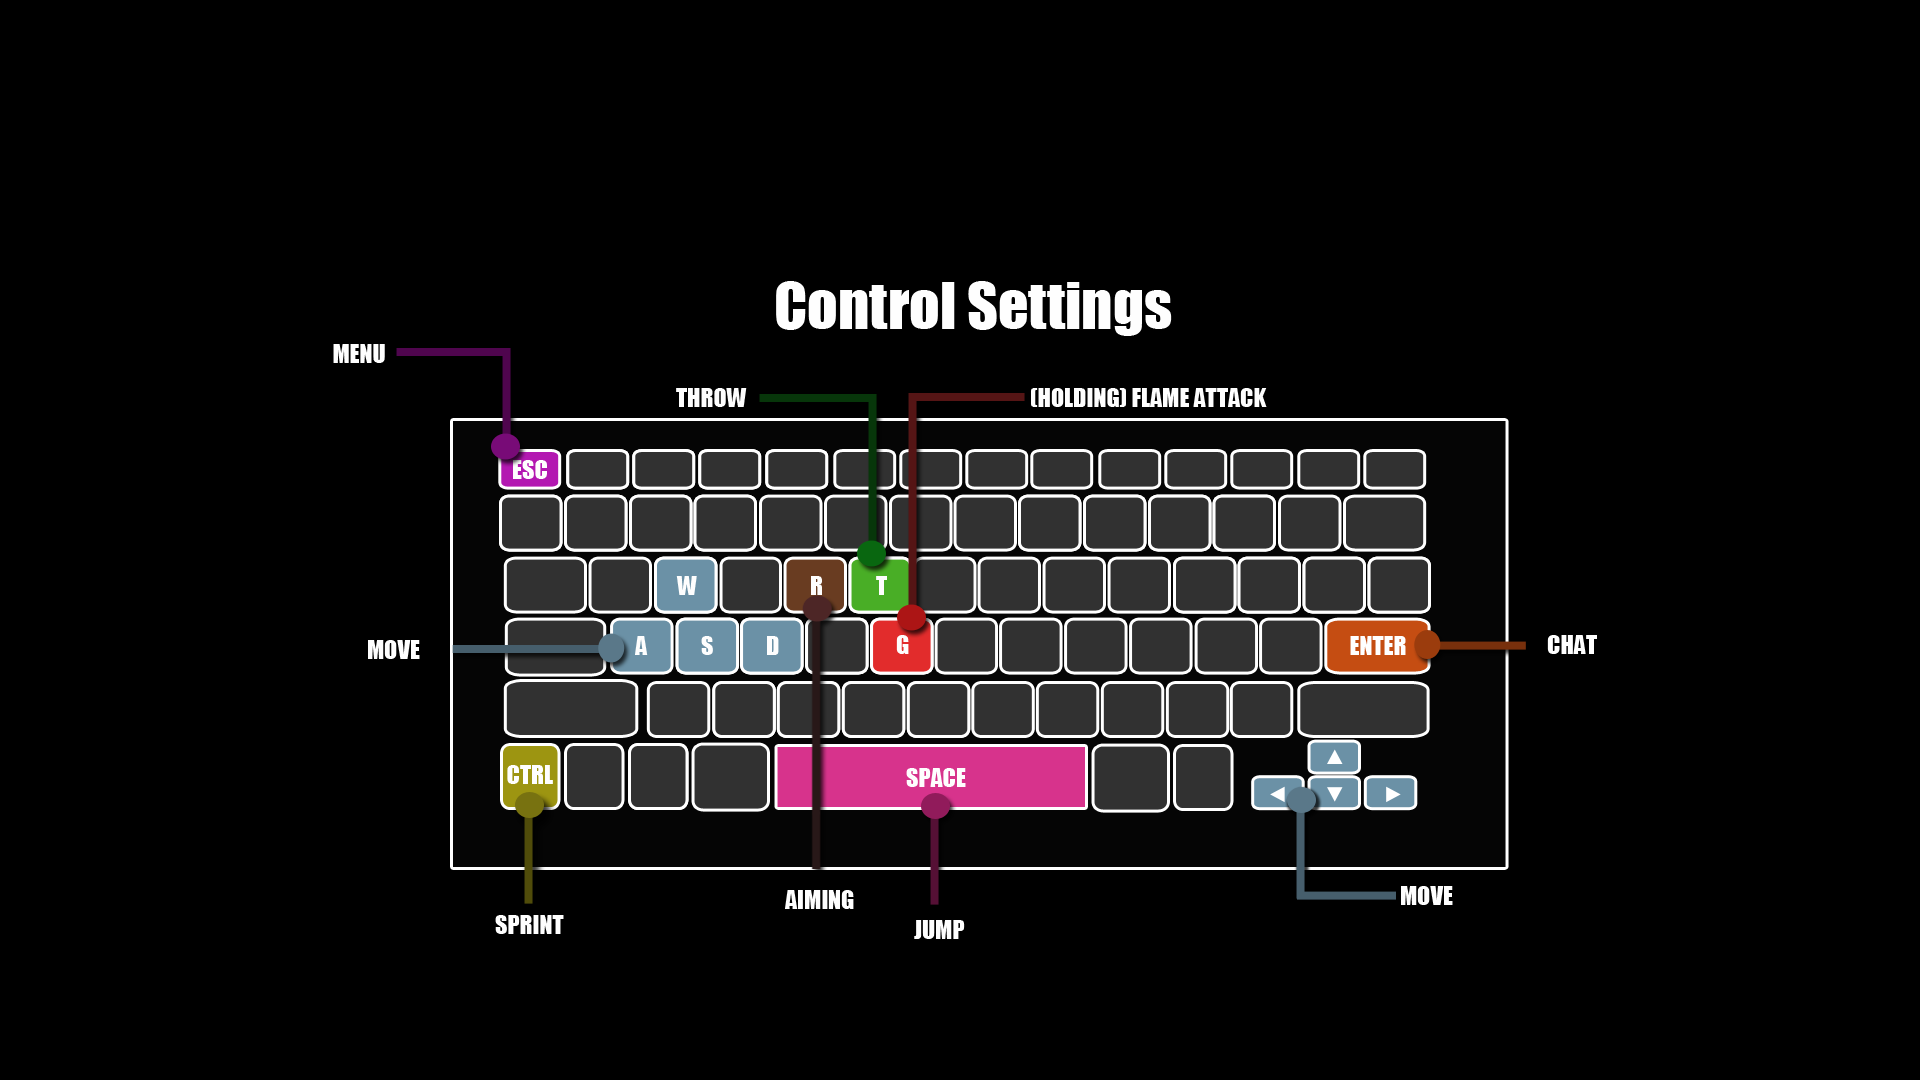 Control Settings
MENU
THROW
(HOLDING) FLAME ATTACK
ESC
W
R
T
MOVE
A
S
D
G
ENTER
CHAT
CTRL
SPACE
▲
◀
▼
▶
SPRINT
AIMING
JUMP
MOVE